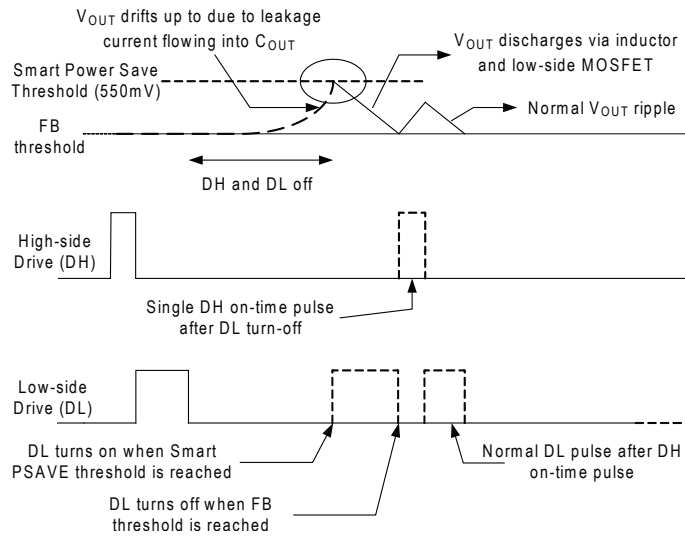 VOUT drifts up to due to leakage
current flowing into COUT
VOUT discharges via inductor
and low-side MOSFET
Smart Power Save
Threshold (550mV)
Normal VOUT ripple
FB
threshold
DH and DL off
High-side
Drive (DH)
Single DH on-time pulse
after DL turn-off
Low-side
Drive (DL)
DL turns on when Smart
PSAVE threshold is reached
Normal DL pulse after DH
on-time pulse
DL turns off when FB
threshold is reached